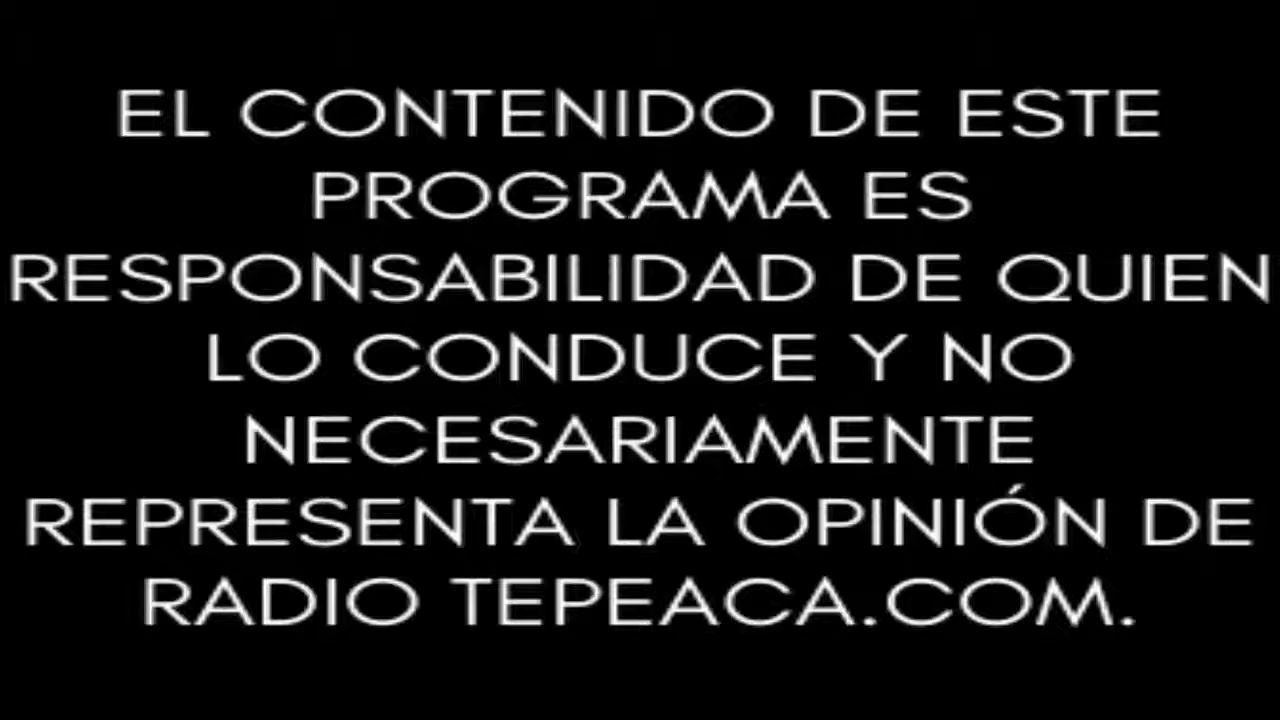 EL CONTENIDO DE ESTE
PROGRAMA ES
RESPONSABILIDAD DE QUIEN
LO CONDUCE Y NO
NECESARIAMENTE
REPRESENTA LA OPINIÓN DE
RADIO TEPEACA.COM.